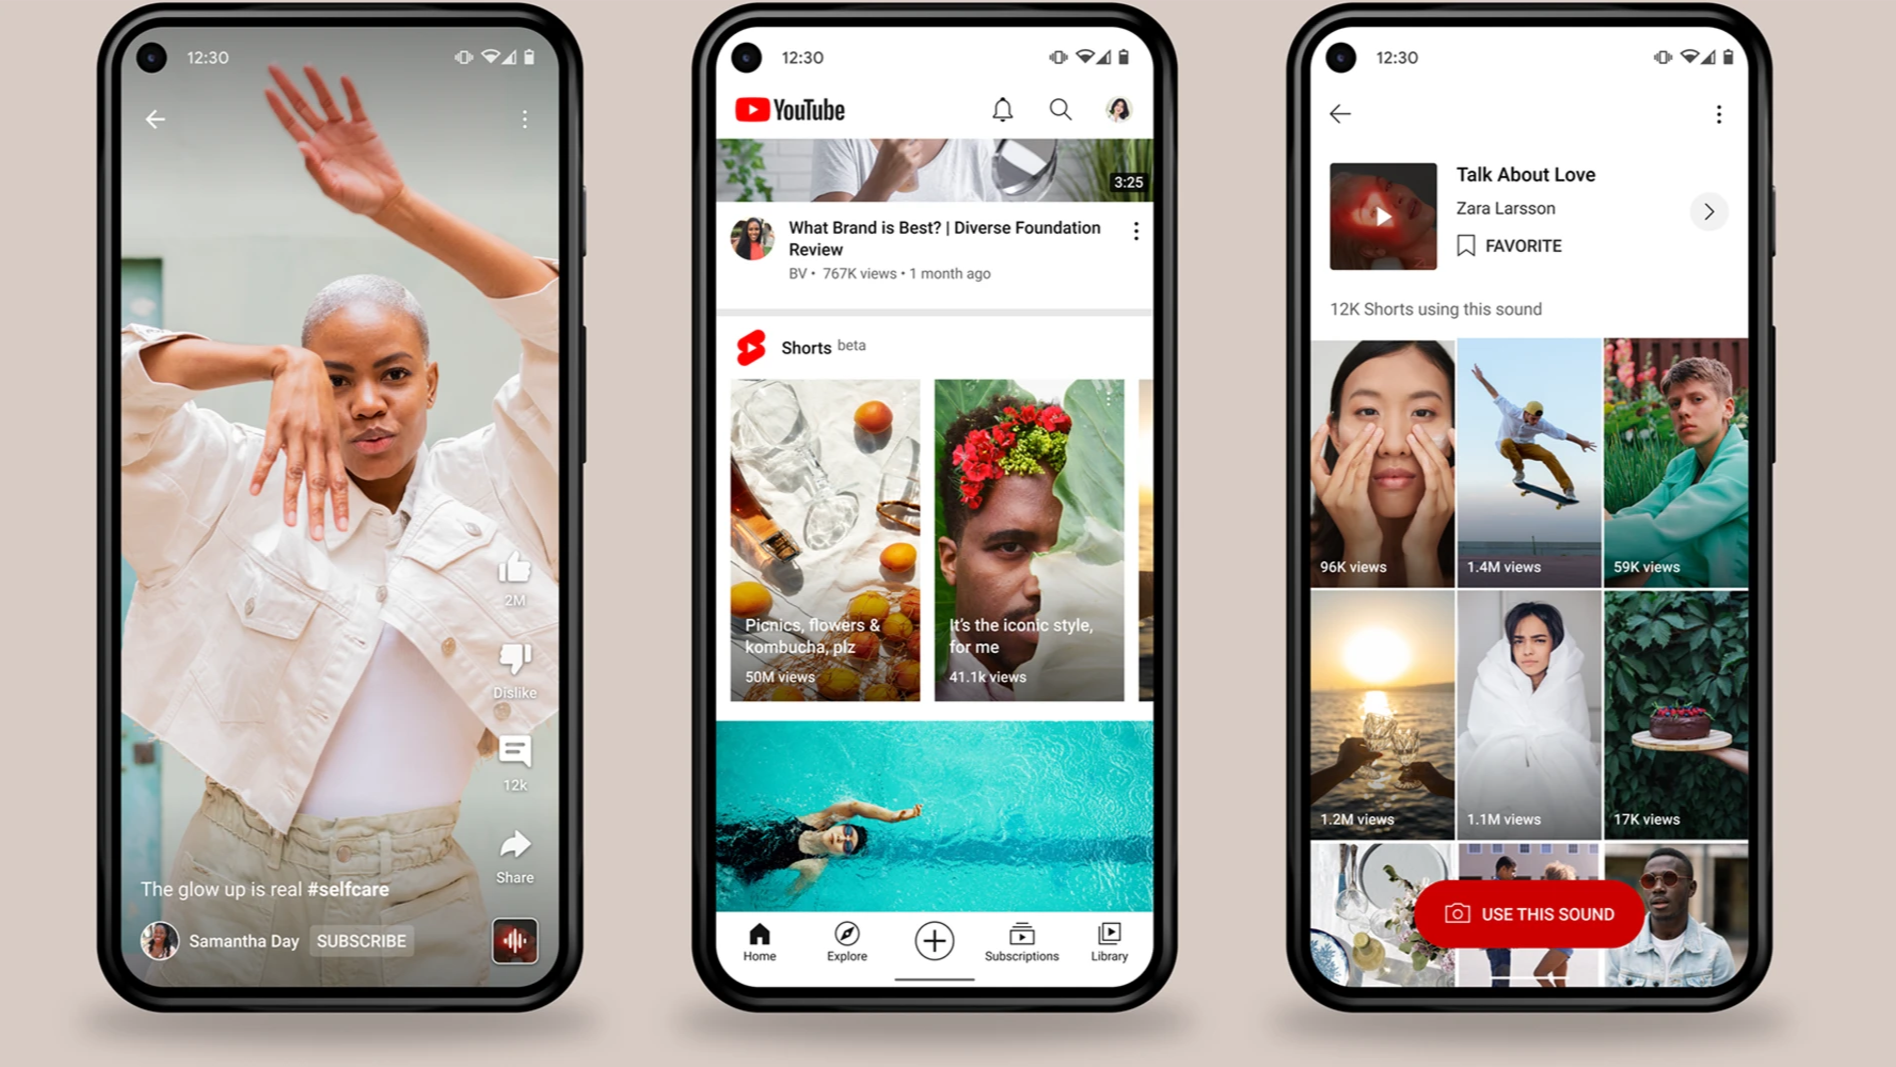 12:30
2M
Dislike
12k
Share
The glow up is real #selfcare
Samantha Day SUBSCRIBE
12:30
YouTube
3:25
What Brand is Best? | Diverse Foundation
Review
BV • 767K views • 1 month ago
Shorts beta
Picnics, flowers &
kombucha, plz
50M views
It's the iconic style,
for me
41.1k views
Home
Explore
Subscriptions
Library
12:30
Talk About Love
Zara Larsson
FAVORITE
12K Shorts using this sound
96K views
1.4M views
59K views
1.2M views
1.1M views
17K views
USE THIS SOUND